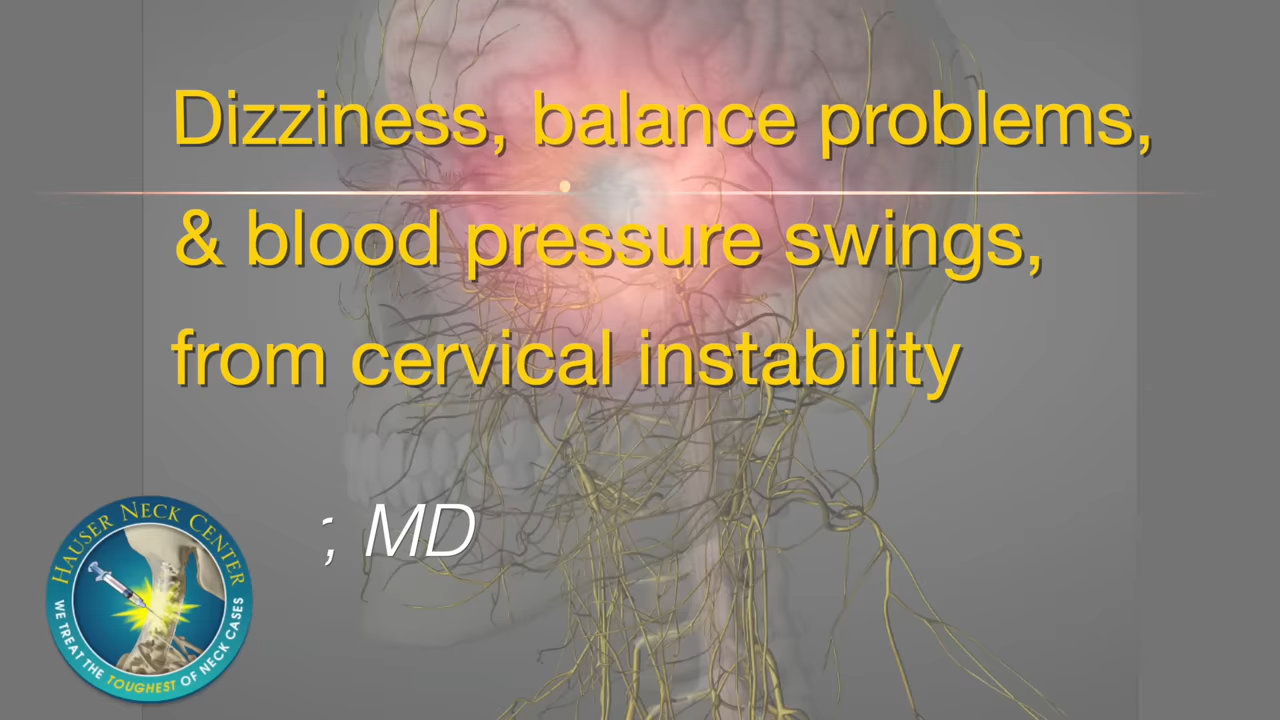 Dizziness, balance problems,
& blood pressure swings,
from cervical instability
; MD
HAUSER NECK CENTER
WE TREAT THE TOUGHEST OF NECK CASES